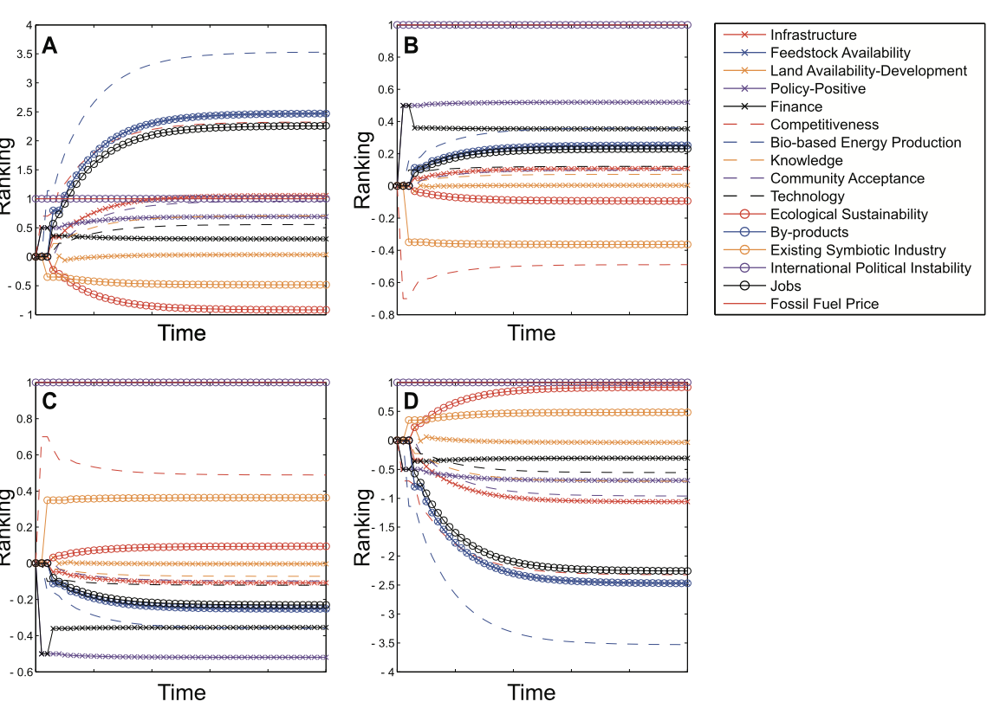 A
4
3.5
3
2.5
2
1.5
1
0.5
0
- 0.5
- 1
Ranking
Time
B
1
0.8
0.6
0.4
0.2
0
- 0.2
- 0.4
- 0.6
- 0.8
Ranking
Time
Infrastructure
Feedstock Availability
Land Availability-Development
Policy-Positive
Finance
Competitiveness
Bio-based Energy Production
Knowledge
Community Acceptance
Technology
Ecological Sustainability
By-products
Existing Symbiotic Industry
International Political Instability
Jobs
Fossil Fuel Price
C
1
0.8
0.6
0.4
0.2
0
- 0.2
- 0.4
- 0.6
Ranking
Time
D
1
0.5
0
- 0.5
- 1
- 1.5
- 2
- 2.5
- 3
- 3.5
- 4
Ranking
Time